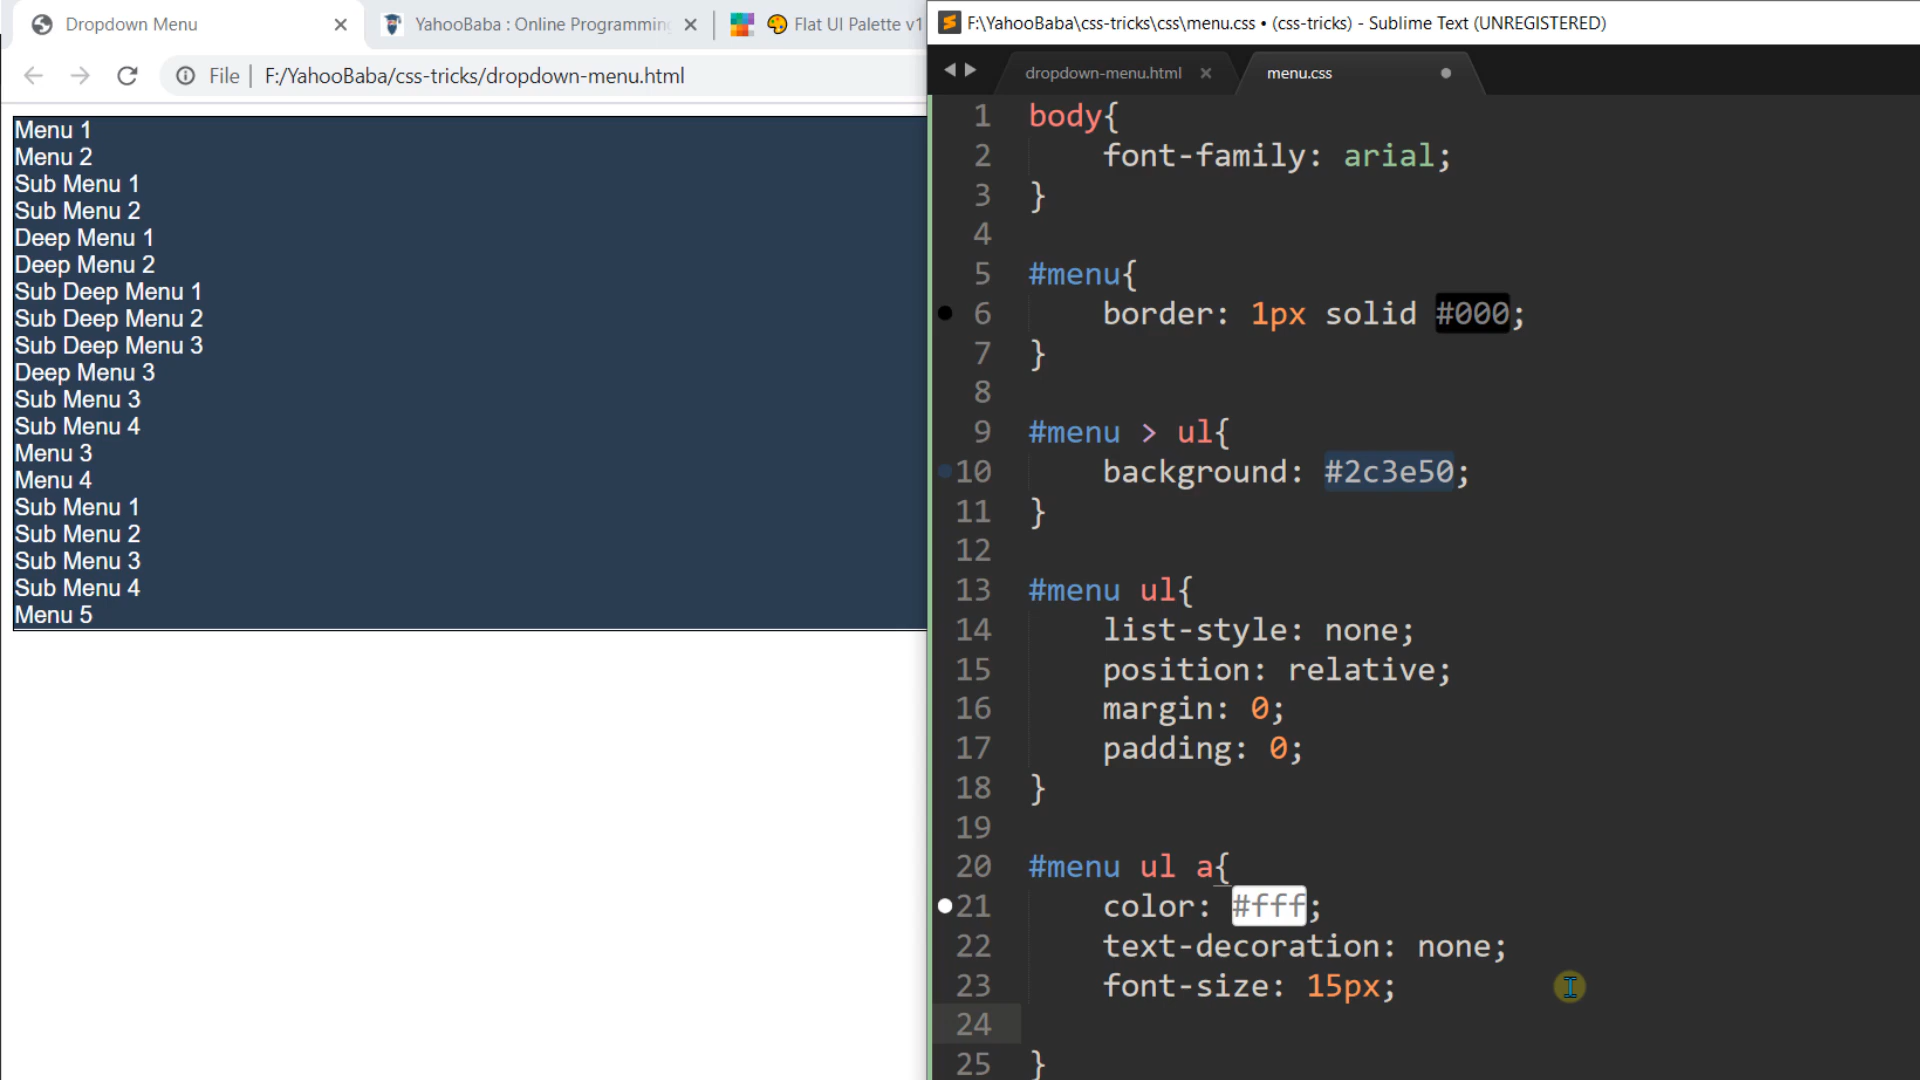 Dropdown Menu
YahooBaba : Online Programming
Flat UI Palette v1
File
F:/YahooBaba/css-tricks/dropdown-menu.html
Menu 1
Menu 2
Sub Menu 1
Sub Menu 2
Deep Menu 1
Deep Menu 2
Sub Deep Menu 1
Sub Deep Menu 2
Sub Deep Menu 3
Deep Menu 3
Sub Menu 3
Sub Menu 4
Menu 3
Menu 4
Sub Menu 1
Sub Menu 2
Sub Menu 3
Sub Menu 4
Menu 5
F:\YahooBaba\css-tricks\css\menu.css • (css-tricks) - Sublime Text (UNREGISTERED)
dropdown-menu.html
menu.css
1 body{
2 font-family: arial;
3 }
4
5 #menu{
6 border: 1px solid #000;
7 }
8
9 #menu > ul{
10 background: #2c3e50;
11 }
12
13 #menu ul{
14 list-style: none;
15 position: relative;
16 margin: 0;
17 padding: 0;
18 }
19
20 #menu ul a{
21 color: #fff;
22 text-decoration: none;
23 font-size: 15px;
24
25 }